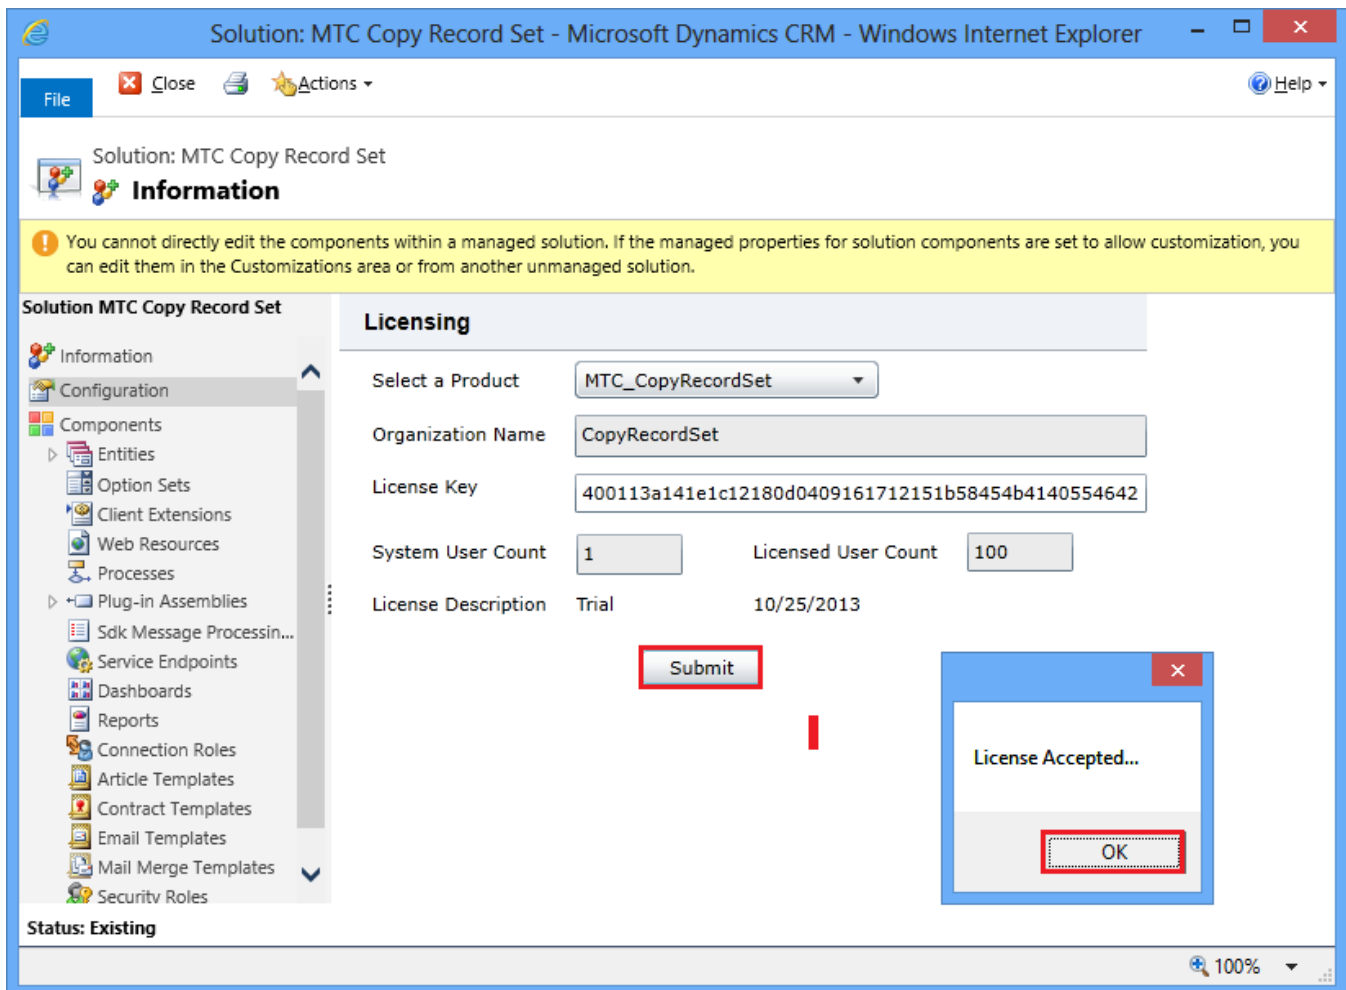 Solution: MTC Copy Record Set - Microsoft Dynamics CRM - Windows Internet Explorer
File
Close
Actions
Help
Solution: MTC Copy Record Set
Information
You cannot directly edit the components within a managed solution. If the managed properties for solution components are set to allow customization, you
can edit them in the Customizations area or from another unmanaged solution.
Solution MTC Copy Record Set
Information
Configuration
Components
Entities
Option Sets
Client Extensions
Web Resources
Processes
Plug-in Assemblies
Sdk Message Processin...
Service Endpoints
Dashboards
Reports
Connection Roles
Article Templates
Contract Templates
Email Templates
Mail Merge Templates
Security Roles
Licensing
Select a Product MTC_CopyRecordSet
Organization Name CopyRecordSet
License Key 400113a141e1c12180d0409161712151b58454b4140554642
System User Count 1 Licensed User Count 100
License Description Trial 10/25/2013
Submit
License Accepted...
OK
Status: Existing
100%